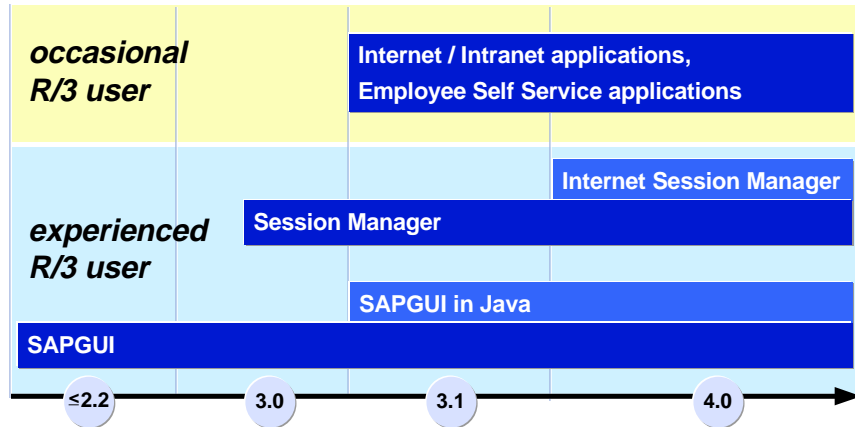 occasional
R/3 user
Internet / Intranet applications,
Employee Self Service applications
Internet Session Manager
Session Manager
experienced
R/3 user
SAPGUI in Java
SAPGUI
≤2.2
3.0
3.1
4.0